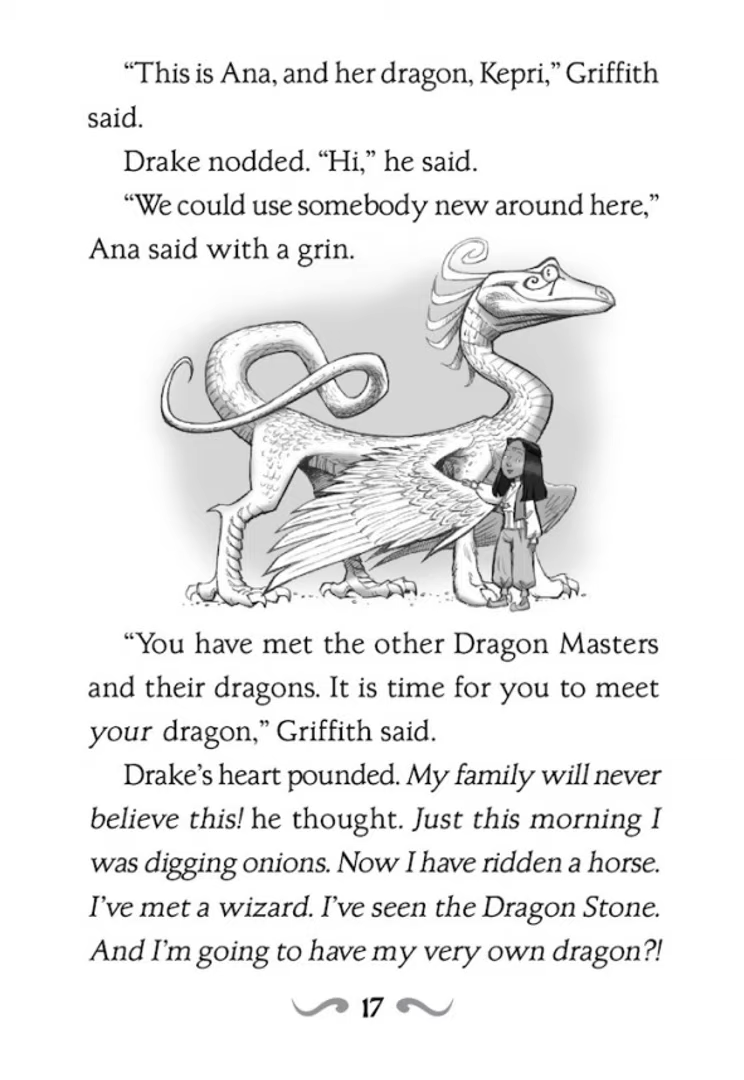 “This is Ana, and her dragon, Kepri,” Griffith
said.
Drake nodded. “Hi,” he said.
“We could use somebody new around here,”
Ana said with a grin.
“You have met the other Dragon Masters
and their dragons. It is time for you to meet
your dragon,” Griffith said.
Drake’s heart pounded. My family will never
believe this! he thought. Just this morning I
was digging onions. Now I have ridden a horse.
I’ve met a wizard. I’ve seen the Dragon Stone.
And I’m going to have my very own dragon?!
17